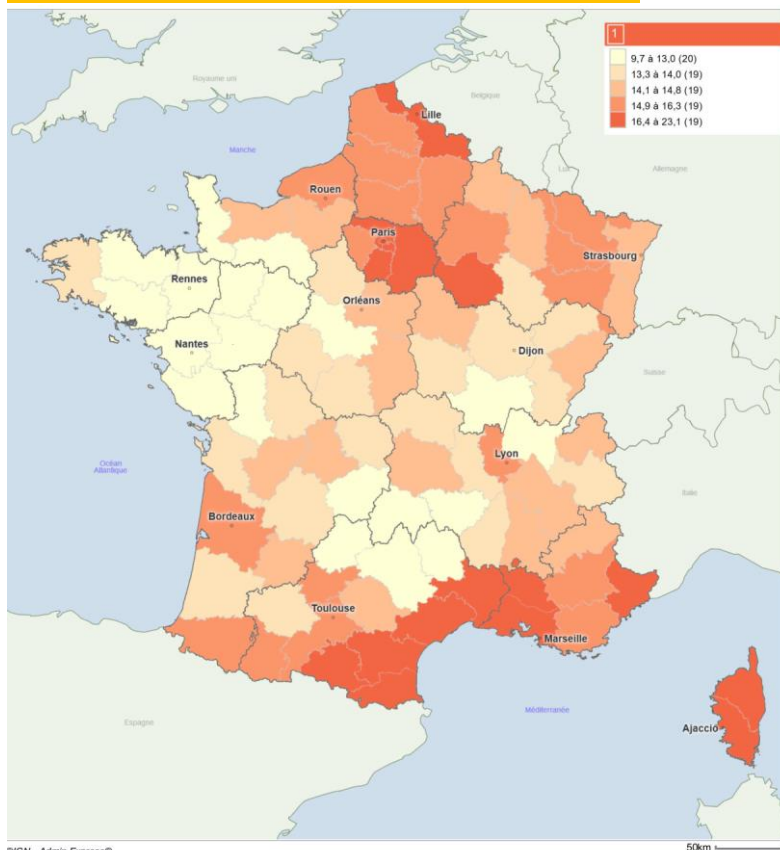 Royaume uni
Belgique
1
9,7 à 13,0 (20)
13,3 à 14,0 (19)
14,1 à 14,8 (19)
14,9 à 16,3 (19)
16,4 à 23,1 (19)
Lille
Manche
Lux
Allemagne
Rouen
Paris
Strasbourg
Rennes
Orléans
Nantes
Dijon
Suisse
Océan
Atlantique
Lyon
Italie
Bordeaux
Toulouse
Marseille
Espagne
Méditerranée
Ajaccio
50km